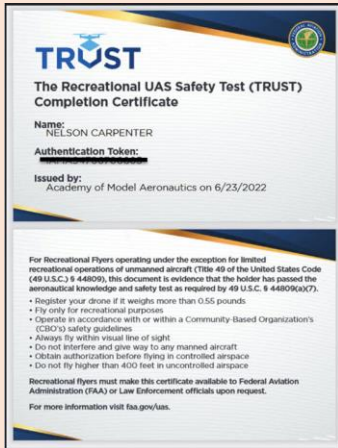 TRUST
The Recreational UAS Safety Test (TRUST)
Completion Certificate
Name:
NELSON CARPENTER
Authentication Token:
Issued by:
Academy of Model Aeronautics on 6/23/2022
For Recreational Flyers operating under the exception for limited
recreational operations of unmanned aircraft (Title 49 of the United States Code
(49 U.S.C.) § 44809), this document is evidence that the holder has passed the
aeronautical knowledge and safety test as required by 49 U.S.C. § 44809(a)(7).
• Register your drone if it weighs more than 0.55 pounds
• Fly only for recreational purposes
• Operate in accordance with or within a Community-Based Organization's
(CBO's) safety guidelines
• Always fly within visual line of sight
• Do not interfere and give way to any manned aircraft
• Obtain authorization before flying in controlled airspace
• Do not fly higher than 400 feet in uncontrolled airspace
Recreational flyers must make this certificate available to Federal Aviation
Administration (FAA) or Law Enforcement officials upon request.
For more information visit faa.gov/uas.